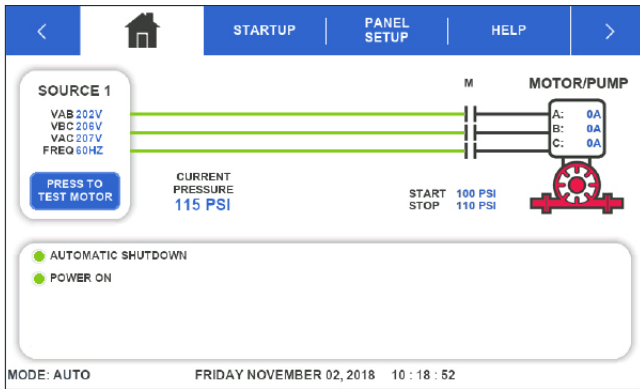 STARTUP
PANEL
SETUP
HELP
SOURCE 1
VAB 202V
VBC 206V
VAC 207V
FREQ 60HZ
PRESS TO
TEST MOTOR
CURRENT
PRESSURE
115 PSI
M
MOTOR/PUMP
A: 0A
B: 0A
C: 0A
START 100 PSI
STOP 110 PSI
AUTOMATIC SHUTDOWN
POWER ON
MODE: AUTO
FRIDAY NOVEMBER 02, 2018 10 : 18 : 52